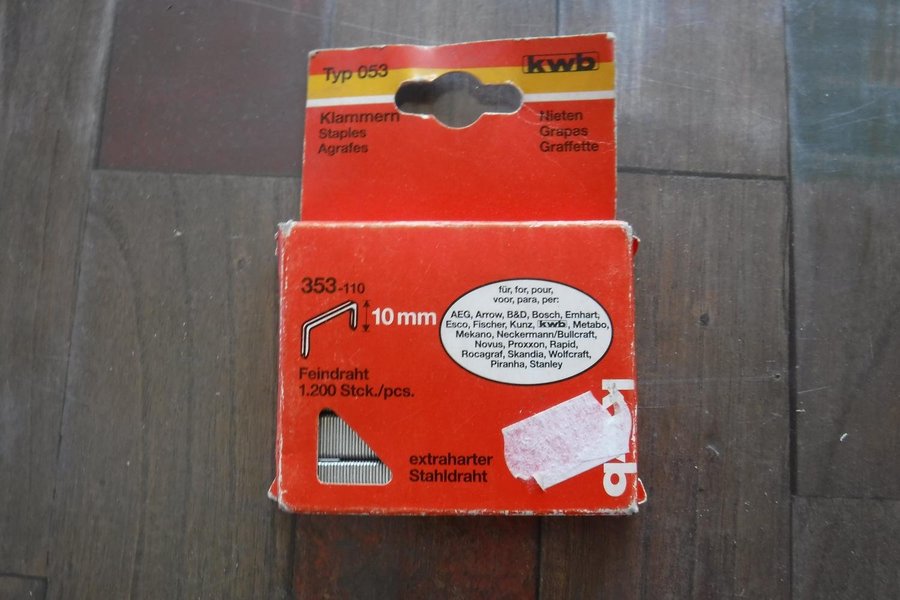 Typ 053
kwb
Klammern
Staples
Agrafes
Nieten
Grapas
Graffette
353-110
10 mm
für, for, pour,
voor, para, per:
AEG, Arrow, B&D, Bosch, Emhart,
Esco, Fischer, Kunz, kwb, Metabo,
Mekano, Neckermann/Bullcraft,
Novus, Proxxon, Rapid,
Rocagraf, Skandia, Wolfcraft,
Piranha, Stanley
Feindraht
1.200 Stck./pcs.
extraharter
Stahldraht